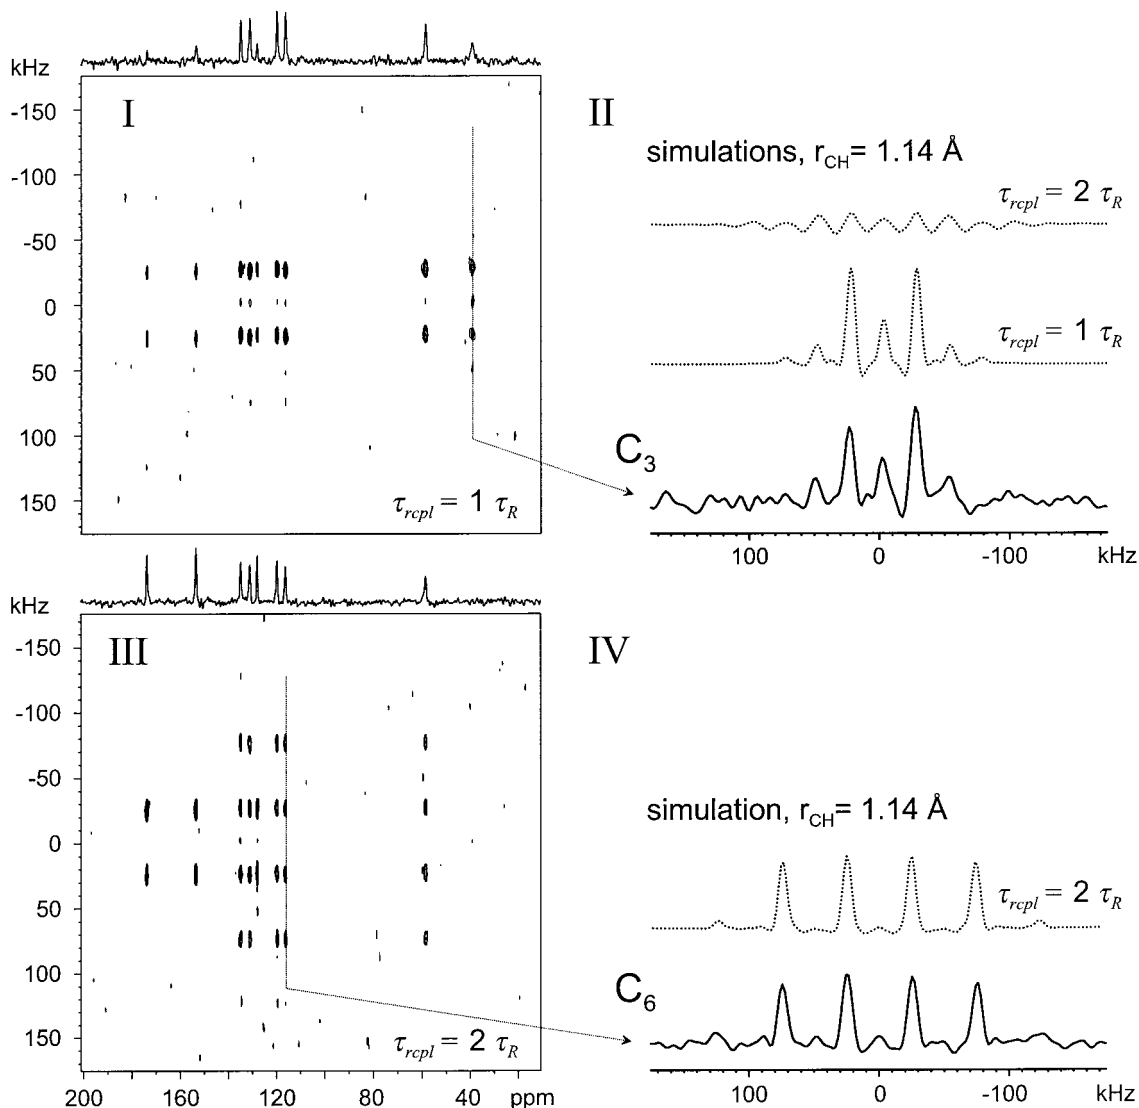 kHz
-150
-100
-50
0
50
100
150
I
τrcpl = 1 τR
II
simulations, rCH= 1.14 Å
τrcpl = 2 τR
τrcpl = 1 τR
C3
100 0 -100 kHz
kHz
-150
-100
-50
0
50
100
150
III
τrcpl = 2 τR
200 160 120 80 40 ppm
IV
simulation, rCH= 1.14 Å
τrcpl = 2 τR
C6
100 0 -100 kHz